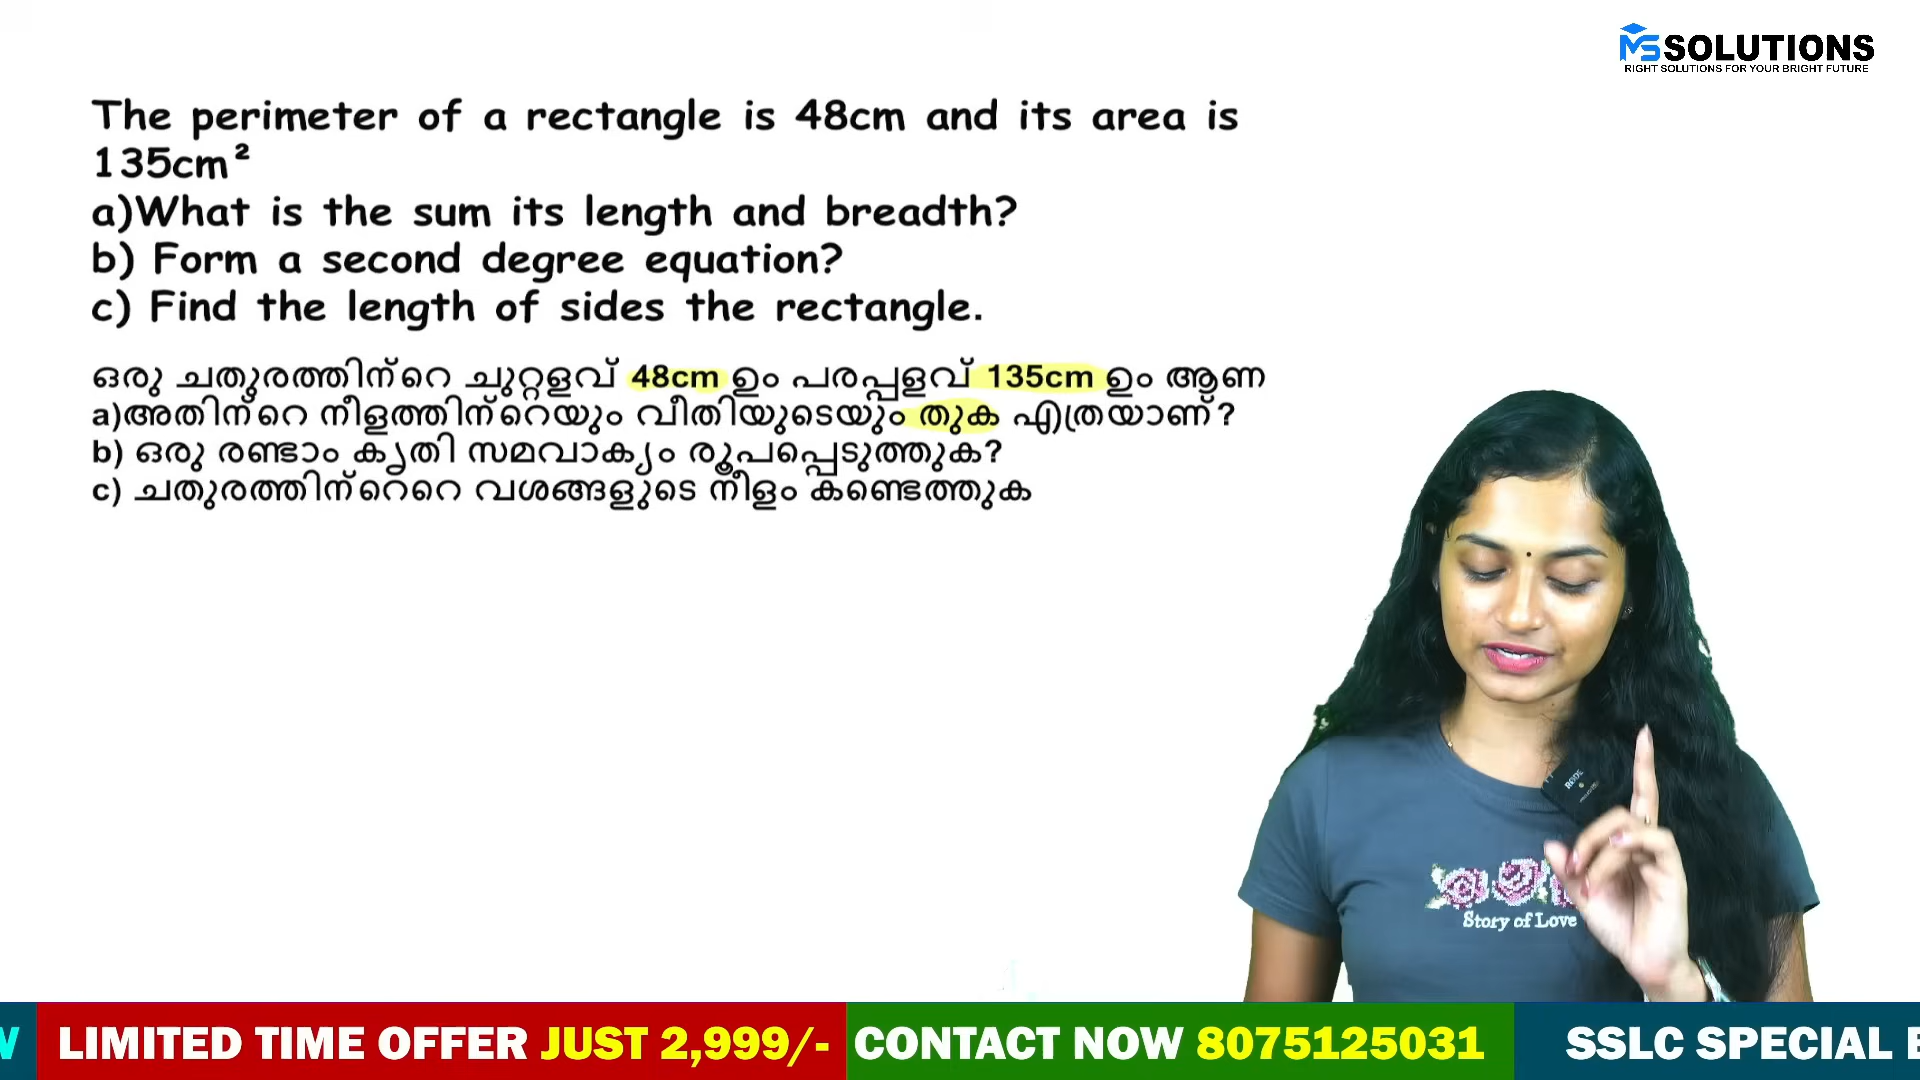 MS SOLUTIONS
RIGHT SOLUTIONS FOR YOUR BRIGHT FUTURE
The perimeter of a rectangle is 48cm and its area is
135cm²
a)What is the sum its length and breadth?
b) Form a second degree equation?
c) Find the length of sides the rectangle.
ഒരു ചതുരത്തിന്റെ ചുറ്റളവ് 48cm ഉം പരപ്പളവ് 135cm ഉം ആണ
a)അതിന്റെ നീളത്തിന്റെയും വീതിയുടെയും തുക എത്രയാണ്?
b) ഒരു രണ്ടാം കൃതി സമവാക്യം രൂപപ്പെടുത്തുക?
c) ചതുരത്തിന്റെറെ വശങ്ങളുടെ നീളം കണ്ടെത്തുക
RODE
Story of Love
LIMITED TIME OFFER JUST 2,999/- CONTACT NOW 8075125031 SSLC SPECIAL